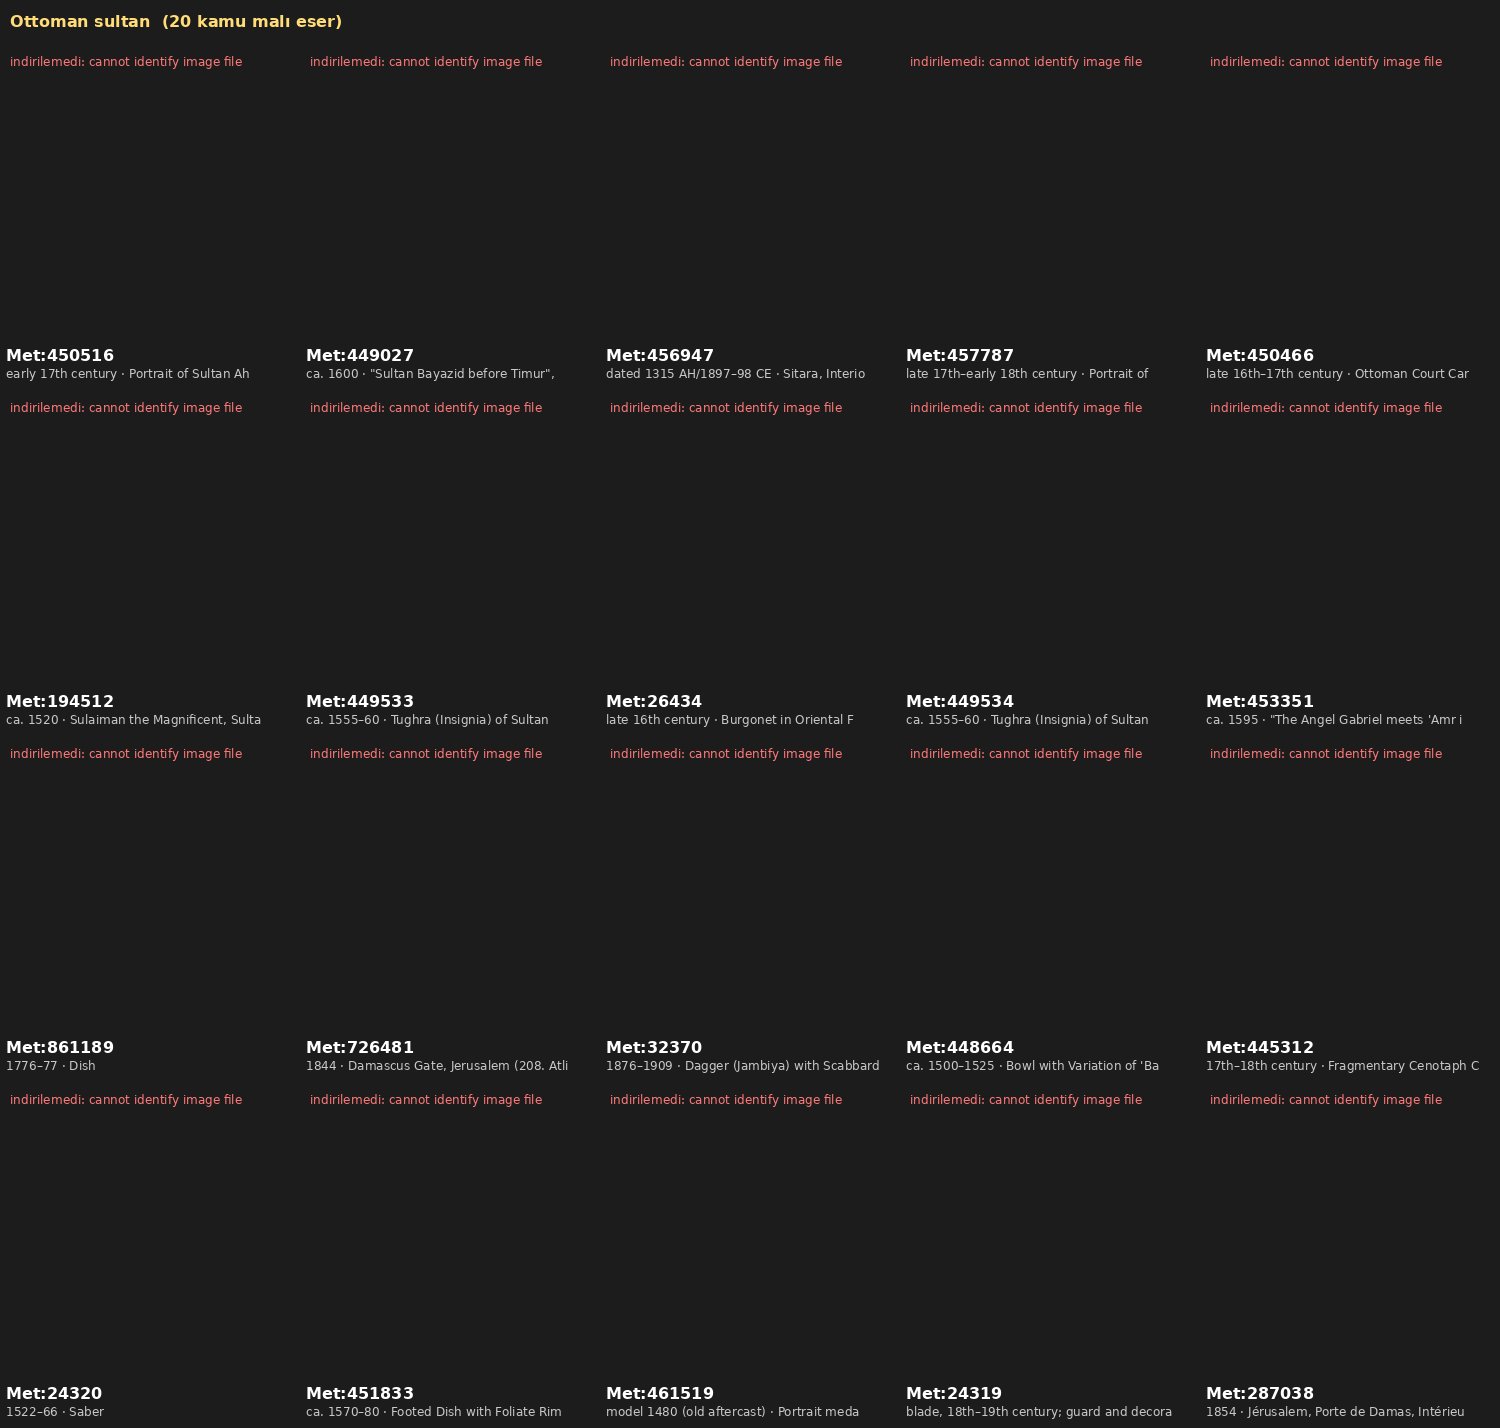 Ottoman sultan (20 kamu malı eser)
indirilemedi: cannot identify image file
indirilemedi: cannot identify image file
indirilemedi: cannot identify image file
indirilemedi: cannot identify image file
indirilemedi: cannot identify image file
Met:450516
early 17th century · Portrait of Sultan Ah
Met:449027
ca. 1600 · "Sultan Bayazid before Timur",
Met:456947
dated 1315 AH/1897–98 CE · Sitara, Interio
Met:457787
late 17th–early 18th century · Portrait of
Met:450466
late 16th–17th century · Ottoman Court Car
indirilemedi: cannot identify image file
indirilemedi: cannot identify image file
indirilemedi: cannot identify image file
indirilemedi: cannot identify image file
indirilemedi: cannot identify image file
Met:194512
ca. 1520 · Sulaiman the Magnificent, Sulta
Met:449533
ca. 1555–60 · Tughra (Insignia) of Sultan
Met:26434
late 16th century · Burgonet in Oriental F
Met:449534
ca. 1555–60 · Tughra (Insignia) of Sultan
Met:453351
ca. 1595 · "The Angel Gabriel meets 'Amr i
indirilemedi: cannot identify image file
indirilemedi: cannot identify image file
indirilemedi: cannot identify image file
indirilemedi: cannot identify image file
indirilemedi: cannot identify image file
Met:861189
1776–77 · Dish
Met:726481
1844 · Damascus Gate, Jerusalem (208. Atli
Met:32370
1876–1909 · Dagger (Jambiya) with Scabbard
Met:448664
ca. 1500–1525 · Bowl with Variation of 'Ba
Met:445312
17th–18th century · Fragmentary Cenotaph C
indirilemedi: cannot identify image file
indirilemedi: cannot identify image file
indirilemedi: cannot identify image file
indirilemedi: cannot identify image file
indirilemedi: cannot identify image file
Met:24320
1522–66 · Saber
Met:451833
ca. 1570–80 · Footed Dish with Foliate Rim
Met:461519
model 1480 (old aftercast) · Portrait meda
Met:24319
blade, 18th–19th century; guard and decora
Met:287038
1854 · Jérusalem, Porte de Damas, Intérieu